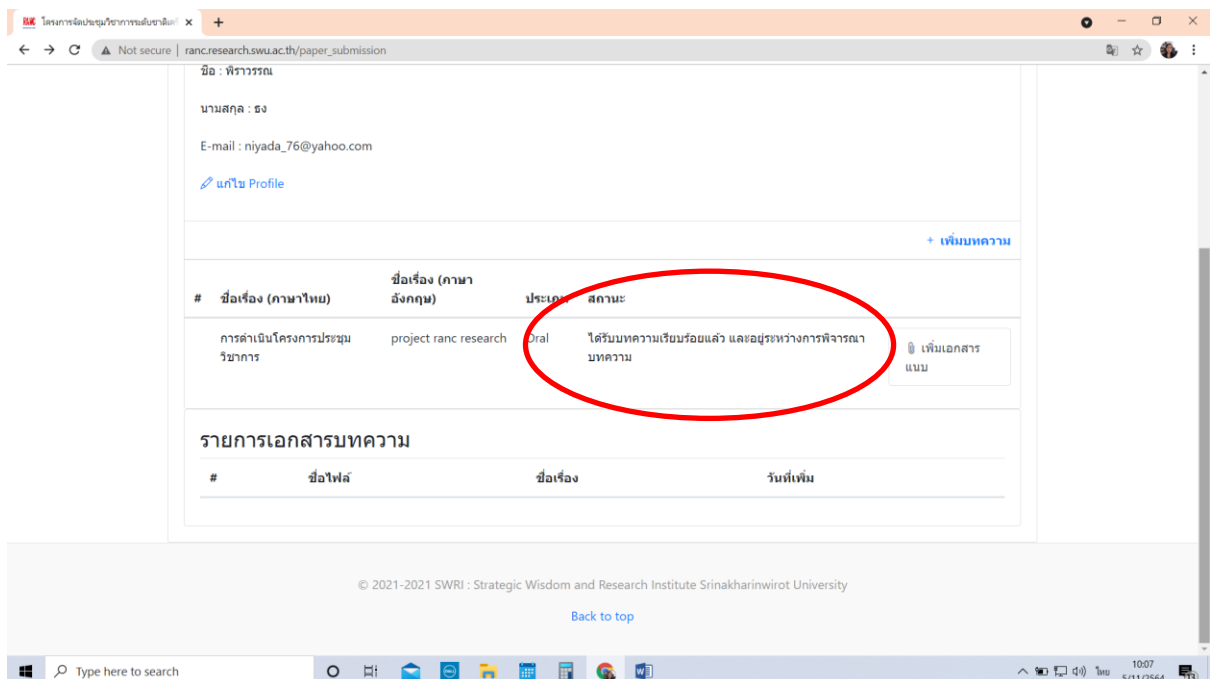 โครงการจัดประชุมวิชาการระดับชาติ
Not secure | ranc.research.swu.ac.th/paper_submission
ชื่อ : พิราวรรณ
นามสกุล : ธง
E-mail : niyada_76@yahoo.com
แก้ไข Profile
+ เพิ่มบทความ
# ชื่อเรื่อง (ภาษาไทย) ชื่อเรื่อง (ภาษาอังกฤษ) ประเภท สถานะ
การดำเนินโครงการประชุม project ranc research Oral ได้รับบทความเรียบร้อยแล้ว และอยู่ระหว่างการพิจารณา เพิ่มเอกสาร
วิชาการ บทความ แนบ
รายการเอกสารบทความ
# ชื่อไฟล์ ชื่อเรื่อง วันที่เพิ่ม
© 2021-2021 SWRI : Strategic Wisdom and Research Institute Srinakharinwirot University
Back to top
Type here to search ไทย 10:07
5/11/2564